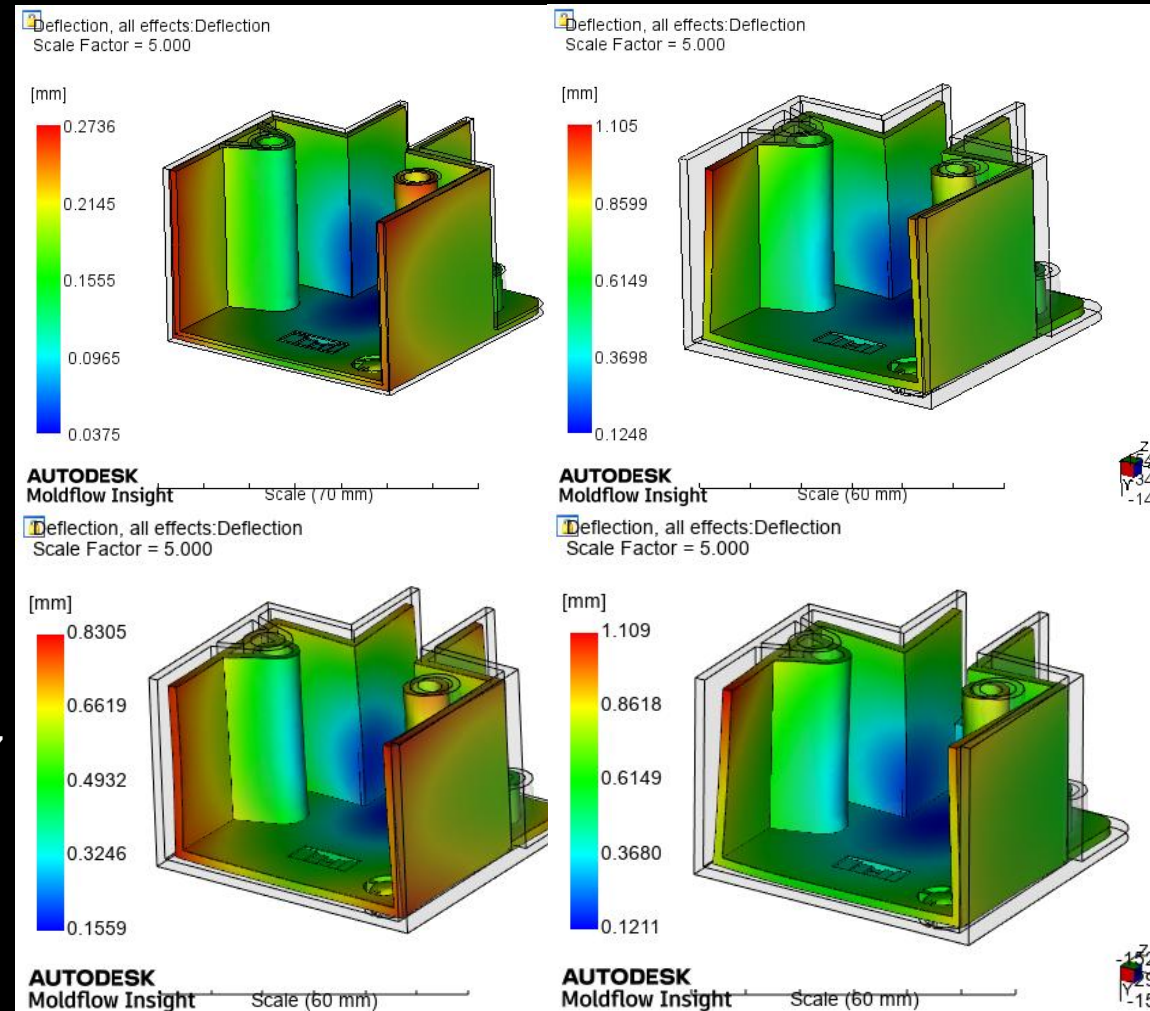 Deflection, all effects:Deflection
Scale Factor = 5.000
[mm]
0.2736
0.2145
0.1555
0.0965
0.0375
AUTODESK
Moldflow Insight
Scale (70 mm)
Deflection, all effects:Deflection
Scale Factor = 5.000
[mm]
1.105
0.8599
0.6149
0.3698
0.1248
AUTODESK
Moldflow Insight
Scale (60 mm)
Z
Y
-14
Deflection, all effects:Deflection
Scale Factor = 5.000
[mm]
0.8305
0.6619
0.4932
0.3246
0.1559
AUTODESK
Moldflow Insight
Scale (60 mm)
Deflection, all effects:Deflection
Scale Factor = 5.000
[mm]
1.109
0.8618
0.6149
0.3680
0.1211
AUTODESK
Moldflow Insight
Scale (60 mm)
Z
Y
-15